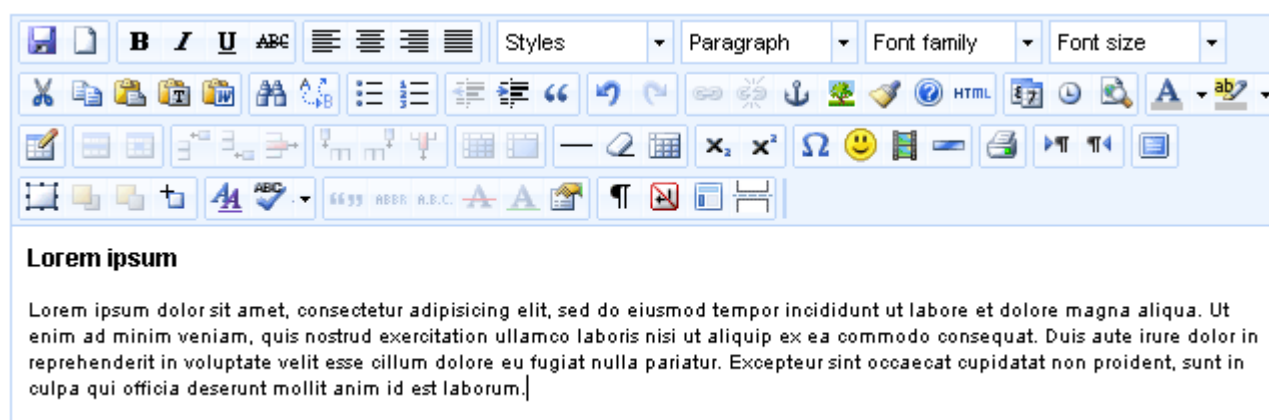 B I U ABC Styles Paragraph Font family Font size
HTML A ab
Ω
A ABC ABBR A.B.C. A A ¶
Lorem ipsum
Lorem ipsum dolor sit amet, consectetur adipisicing elit, sed do eiusmod tempor incididunt ut labore et dolore magna aliqua. Ut
enim ad minim veniam, quis nostrud exercitation ullamco laboris nisi ut aliquip ex ea commodo consequat. Duis aute irure dolor in
reprehenderit in voluptate velit esse cillum dolore eu fugiat nulla pariatur. Excepteur sint occaecat cupidatat non proident, sunt in
culpa qui officia deserunt mollit anim id est laborum.